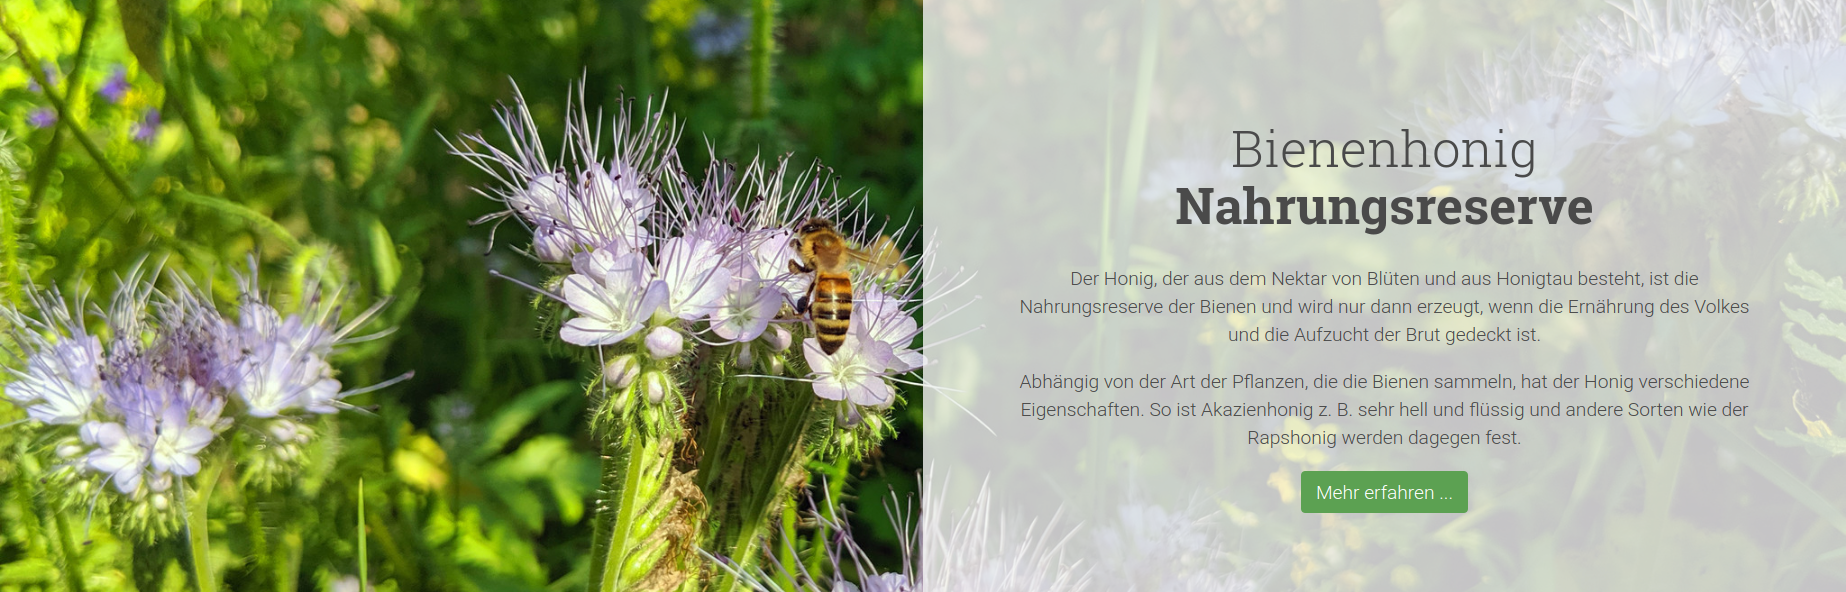 Bienenhonig
Nahrungsreserve
Der Honig, der aus dem Nektar von Blüten und aus Honigtau besteht, ist die
Nahrungsreserve der Bienen und wird nur dann erzeugt, wenn die Ernährung des Volkes
und die Aufzucht der Brut gedeckt ist.
Abhängig von der Art der Pflanzen, die die Bienen sammeln, hat der Honig verschiedene
Eigenschaften. So ist Akazienhonig z. B. sehr hell und flüssig und andere Sorten wie der
Rapshonig werden dagegen fest.
Mehr erfahren ...